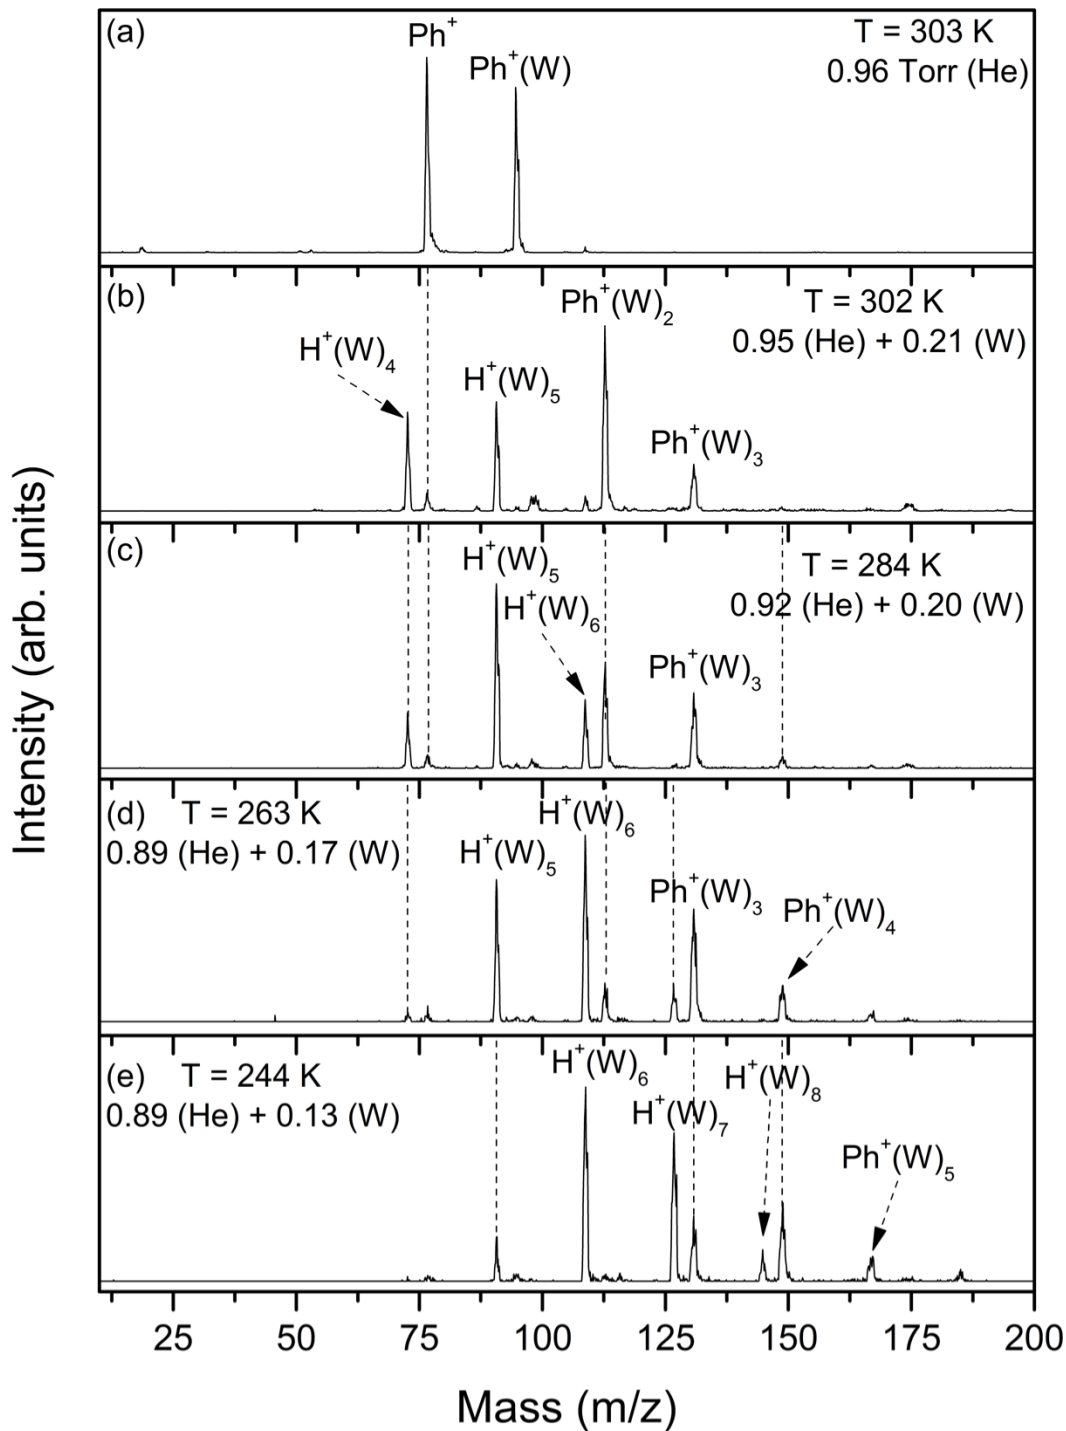 (a)
Ph⁺
Ph⁺(W)
T = 303 K
0.96 Torr (He)
(b)
H⁺(W)₄
H⁺(W)₅
Ph⁺(W)₂
Ph⁺(W)₃
T = 302 K
0.95 (He) + 0.21 (W)
(c)
H⁺(W)₅
H⁺(W)₆
Ph⁺(W)₃
T = 284 K
0.92 (He) + 0.20 (W)
(d) T = 263 K
0.89 (He) + 0.17 (W)
H⁺(W)₅
H⁺(W)₆
Ph⁺(W)₃
Ph⁺(W)₄
(e) T = 244 K
0.89 (He) + 0.13 (W)
H⁺(W)₆
H⁺(W)₇
H⁺(W)₈
Ph⁺(W)₅
Intensity (arb. units)
25 50 75 100 125 150 175 200
Mass (m/z)